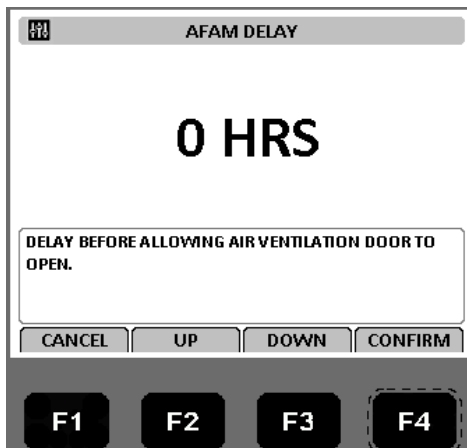 AFAM DELAY
0 HRS
DELAY BEFORE ALLOWING AIR VENTILATION DOOR TO
OPEN.
CANCEL UP DOWN CONFIRM
F1 F2 F3 F4